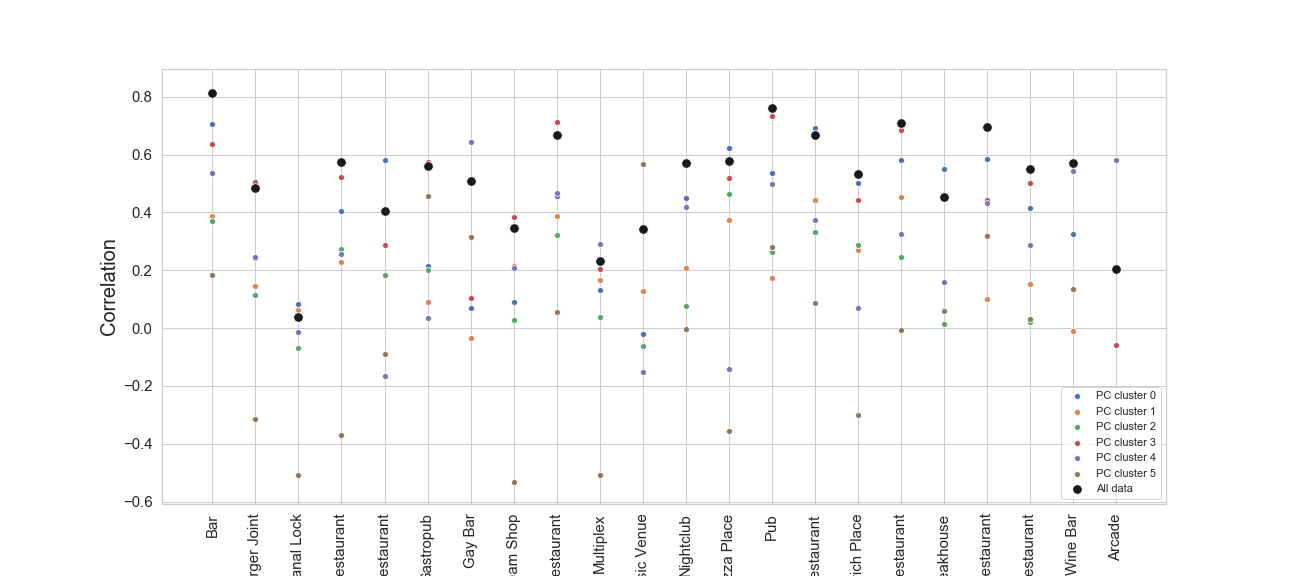 Correlation
0.8
0.6
0.4
0.2
0.0
−0.2
−0.4
−0.6
PC cluster 0
PC cluster 1
PC cluster 2
PC cluster 3
PC cluster 4
PC cluster 5
All data
Bar
rger Joint
anal Lock
estaurant
estaurant
Gastropub
Gay Bar
am Shop
estaurant
Multiplex
sic Venue
Nightclub
zza Place
Pub
estaurant
rich Place
estaurant
eakhouse
estaurant
estaurant
Wine Bar
Arcade